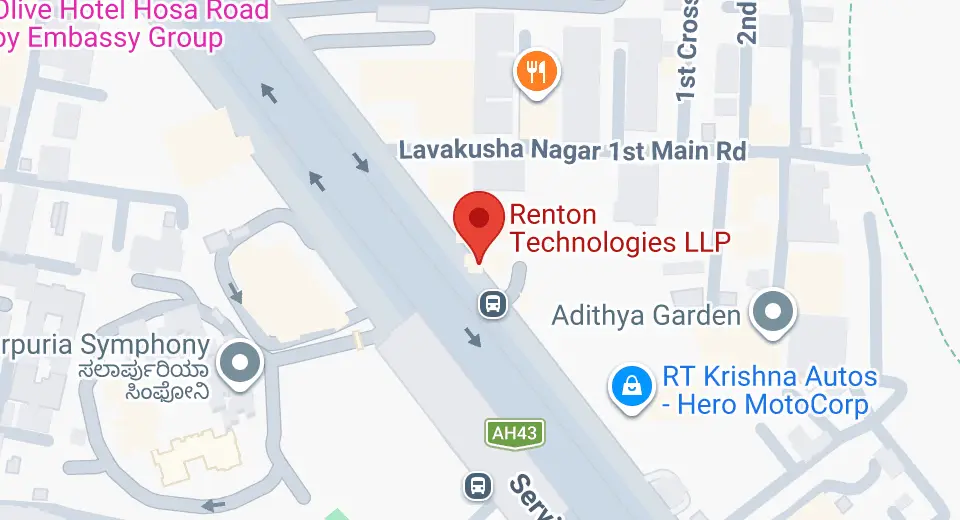 Olive Hotel Hosa Road
by Embassy Group
1st Cross
2nd
Lavakusha Nagar 1st Main Rd
Renton
Technologies LLP
Adithya Garden
rpuria Symphony
ಸಲಾರ್ಪುರಿಯಾ
ಸಿಂಫೋನಿ
RT Krishna Autos
- Hero MotoCorp
AH43
Servi